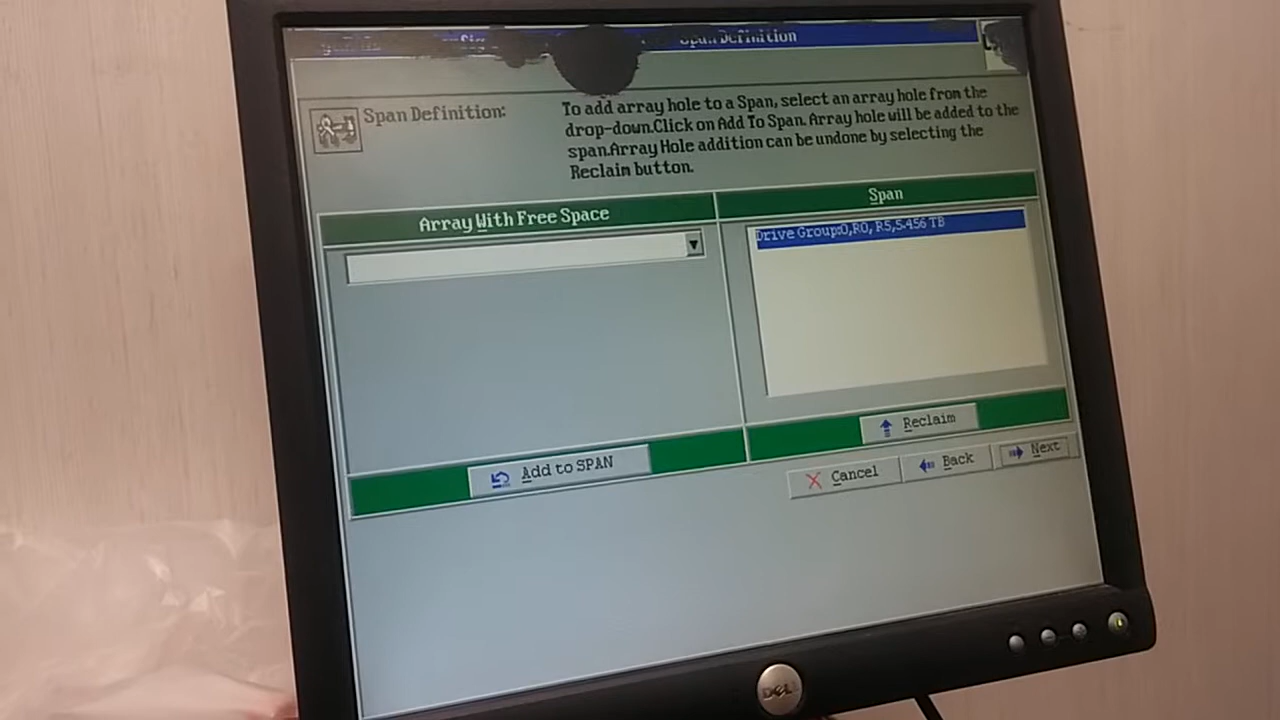 Span Definition
Span Definition:
To add array hole to a Span, select an array hole from the
drop-down.Click on Add To Span. Array hole will be added to the
span.Array Hole addition can be undone by selecting the
Reclaim button.
Array With Free Space
Span
Drive Group:0,R0, R5,5.456 TB
Reclaim
Add to SPAN
Cancel
Back
Next
DELL